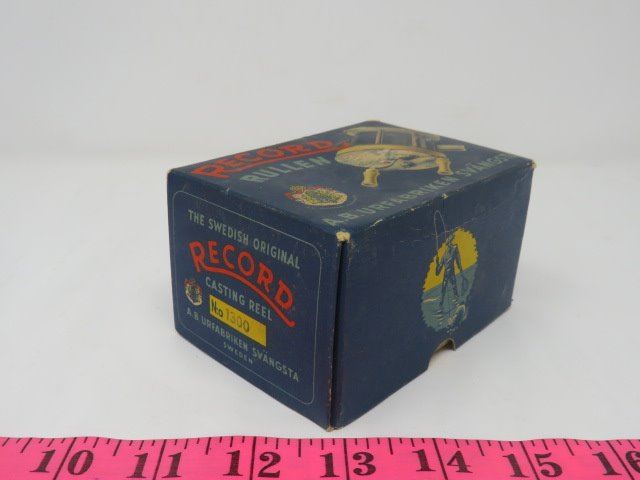 RECORD
RULLEN
A.B. URFABRIKEN SVÄNGSTA
THE SWEDISH ORIGINAL
RECORD
CASTING REEL
No 1300
A.B. URFABRIKEN SVÄNGSTA
SWEDEN
10 11 12 13 14 15 16